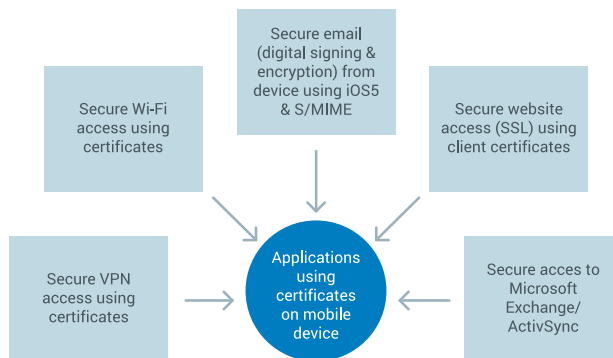 Secure email
(digital signing &
encryption) from
device using iOS5
& S/MIME
Secure Wi-Fi
access using
certificates
Secure website
access (SSL) using
client certificates
Applications
using
certificates
on mobile
device
Secure VPN
access using
certificates
Secure acces to
Microsoft
Exchange/
ActivSync